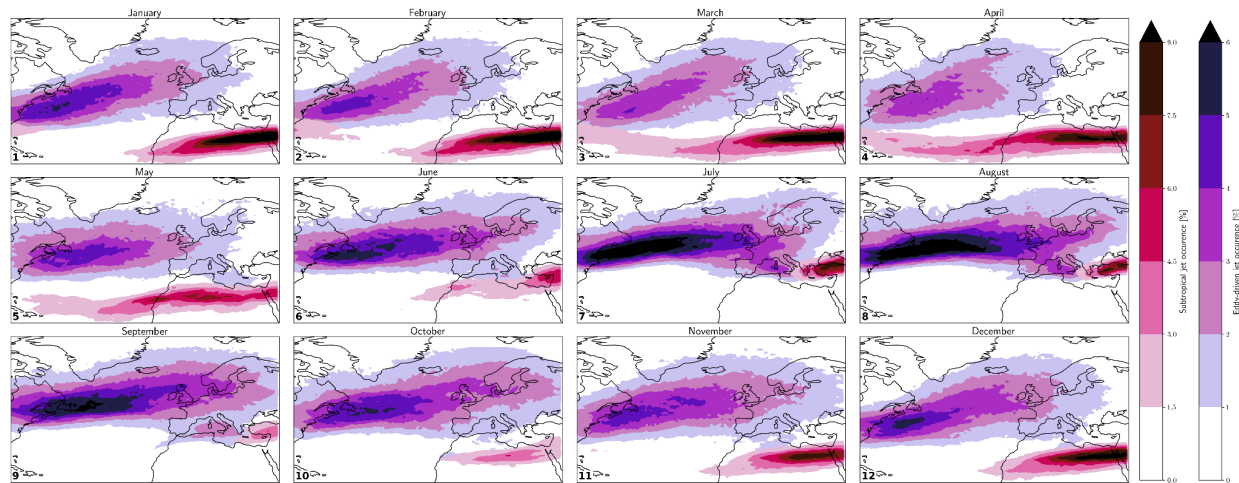 January
February
March
April
1
2
3
4
May
June
July
August
5
6
7
8
September
October
November
December
9
10
11
12
9.0
7.5
6.0
4.5
3.0
1.5
0.0
Subtropical jet occurence [%]
6
5
4
3
2
1
0
Eddy-driven jet occurence [%]